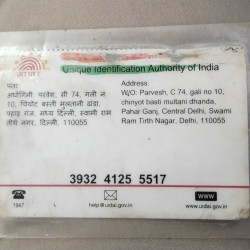 Unique Identification Authority of India
पता:
अर्धांगिनी: परवेश, सी 74, गली न.
10, चिंयोट बस्ती मुलतानी ढांडा,
पहाड़ गंज, मध्य दिल्ली, स्वामी राम
तीर्थ नगर, दिल्ली, 110055
Address:
W/O: Parvesh, C 74, gali no 10,
chinyot basti multani dhanda,
Pahar Ganj, Central Delhi, Swami
Ram Tirth Nagar, Delhi, 110055
3932 4125 5517
1947
help@uidai.gov.in
www.uidai.gov.in